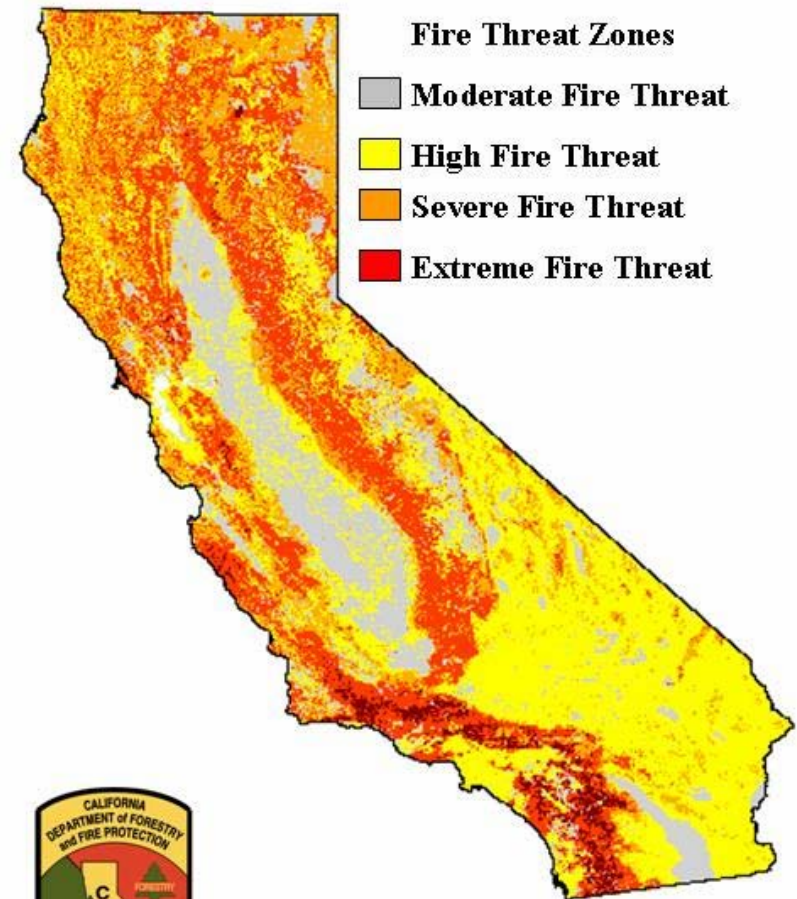 Fire Threat Zones
Moderate Fire Threat
High Fire Threat
Severe Fire Threat
Extreme Fire Threat
CALIFORNIA
DEPARTMENT of FORESTRY
and FIRE PROTECTION
C
FORESTRY